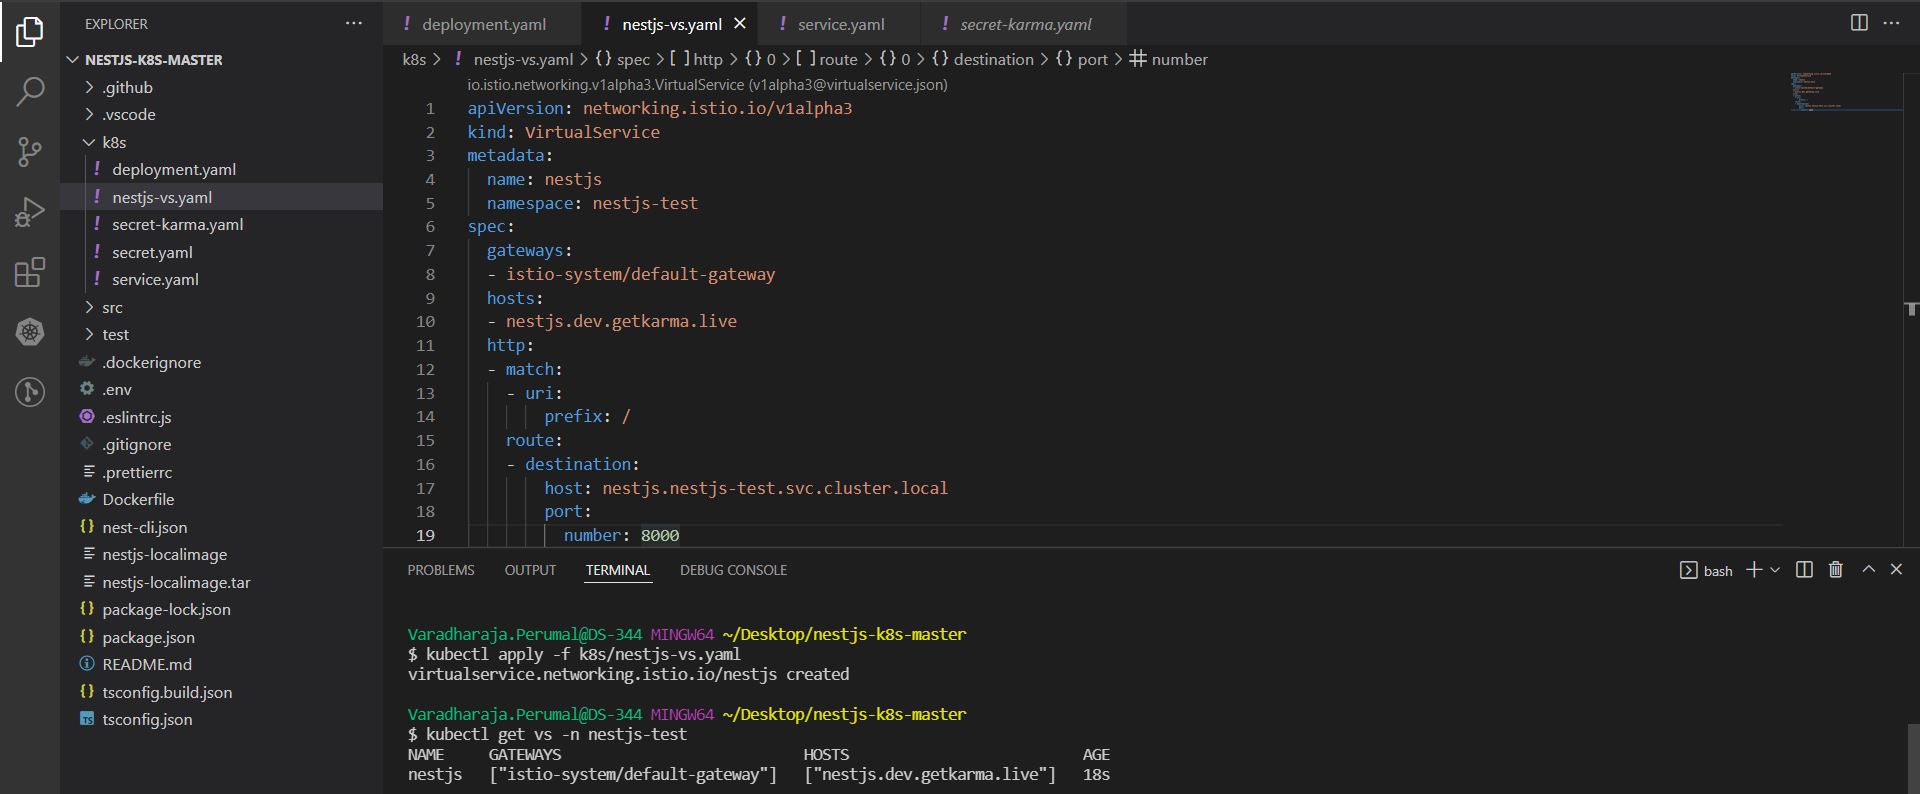 EXPLORER ...
NESTJS-K8S-MASTER
.github
.vscode
k8s
! deployment.yaml
! nestjs-vs.yaml
! secret-karma.yaml
! secret.yaml
! service.yaml
src
test
.dockerignore
.env
.eslintrc.js
.gitignore
.prettierrc
Dockerfile
{} nest-cli.json
nestjs-localimage
nestjs-localimage.tar
{} package-lock.json
{} package.json
README.md
{} tsconfig.build.json
TS tsconfig.json
! deployment.yaml ! nestjs-vs.yaml ! service.yaml ! secret-karma.yaml
k8s > ! nestjs-vs.yaml > {} spec > [ ] http > {} 0 > [ ] route > {} 0 > {} destination > {} port > # number
io.istio.networking.v1alpha3.VirtualService (v1alpha3@virtualservice.json)
1 apiVersion: networking.istio.io/v1alpha3
2 kind: VirtualService
3 metadata:
4 name: nestjs
5 namespace: nestjs-test
6 spec:
7 gateways:
8 - istio-system/default-gateway
9 hosts:
10 - nestjs.dev.getkarma.live
11 http:
12 - match:
13 - uri:
14 prefix: /
15 route:
16 - destination:
17 host: nestjs.nestjs-test.svc.cluster.local
18 port:
19 number: 8000
PROBLEMS OUTPUT TERMINAL DEBUG CONSOLE bash
Varadharaja.Perumal@DS-344 MINGW64 ~/Desktop/nestjs-k8s-master
$ kubectl apply -f k8s/nestjs-vs.yaml
virtualservice.networking.istio.io/nestjs created
Varadharaja.Perumal@DS-344 MINGW64 ~/Desktop/nestjs-k8s-master
$ kubectl get vs -n nestjs-test
NAME GATEWAYS HOSTS AGE
nestjs ["istio-system/default-gateway"] ["nestjs.dev.getkarma.live"] 18s